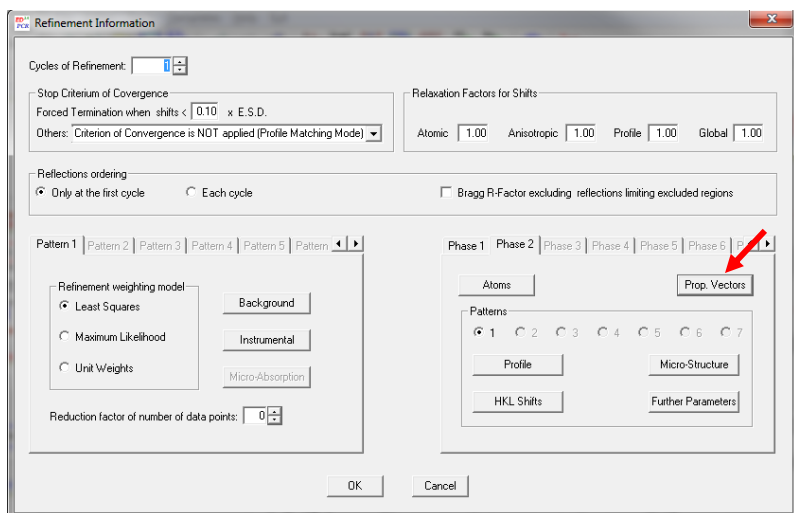 ED PCR Refinement Information
Cycles of Refinement: 1
Stop Criterium of Covergence
Forced Termination when shifts < 0.10 x E.S.D.
Others: Criterion of Convergence is NOT applied (Profile Matching Mode)
Relaxation Factors for Shifts
Atomic 1.00 Anisotropic 1.00 Profile 1.00 Global 1.00
Reflections ordering
Only at the first cycle Each cycle Bragg R-Factor excluding reflections limiting excluded regions
Pattern 1 Pattern 2 Pattern 3 Pattern 4 Pattern 5 Pattern
Refinement weighting model
Least Squares
Maximum Likelihood
Unit Weights
Background
Instrumental
Micro-Absorption
Reduction factor of number of data points: 0
Phase 1 Phase 2 Phase 3 Phase 4 Phase 5 Phase 6
Atoms Prop. Vectors
Patterns
1 2 3 4 5 6 7
Profile Micro-Structure
HKL Shifts Further Parameters
OK Cancel